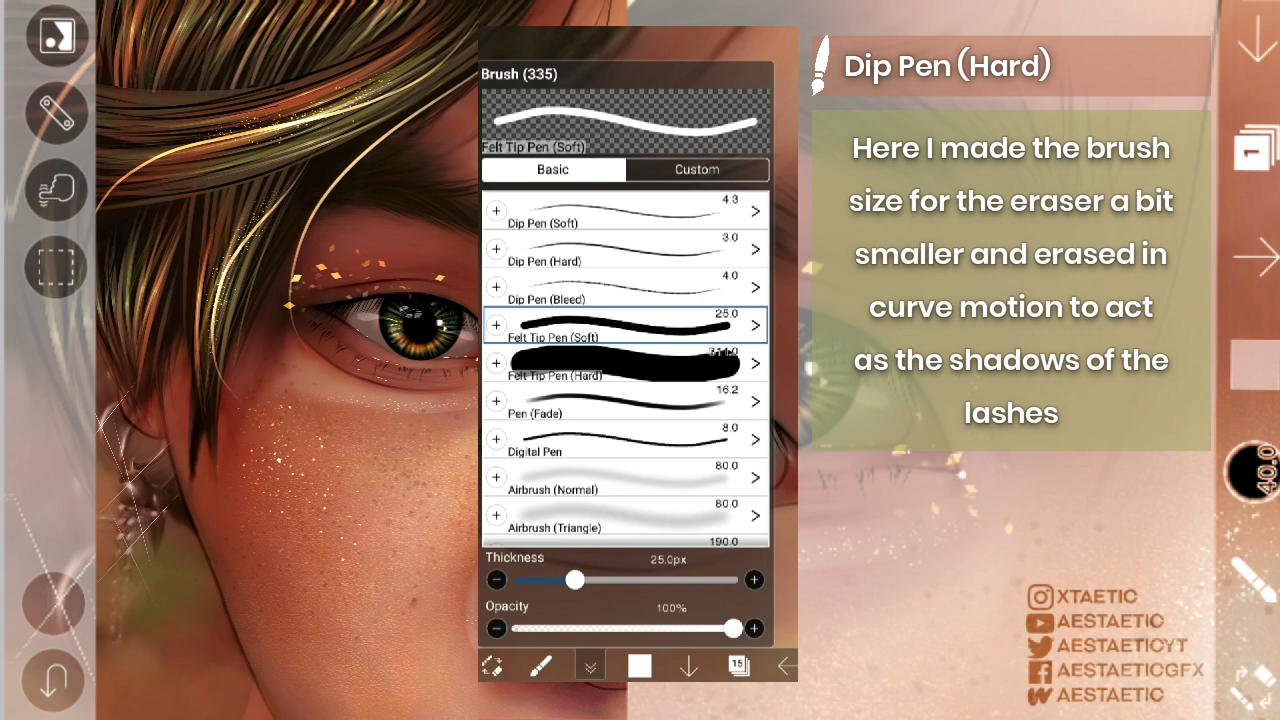 Brush (335)
Felt Tip Pen (Soft)
Basic
Custom
4.3
Dip Pen (Soft)
3.0
Dip Pen (Hard)
4.0
Dip Pen (Bleed)
25.0
Felt Tip Pen (Soft)
311.0
Felt Tip Pen (Hard)
16.2
Pen (Fade)
8.0
Digital Pen
80.0
Airbrush (Normal)
80.0
Airbrush (Triangle)
190.0
Thickness 25.0px
Opacity 100%
15
Dip Pen (Hard)
Here I made the brush
size for the eraser a bit
smaller and erased in
curve motion to act
as the shadows of the
lashes
1
40.0
XTAETIC
AESTAETIC
AESTAETICYT
AESTAETICGFX
AESTAETIC